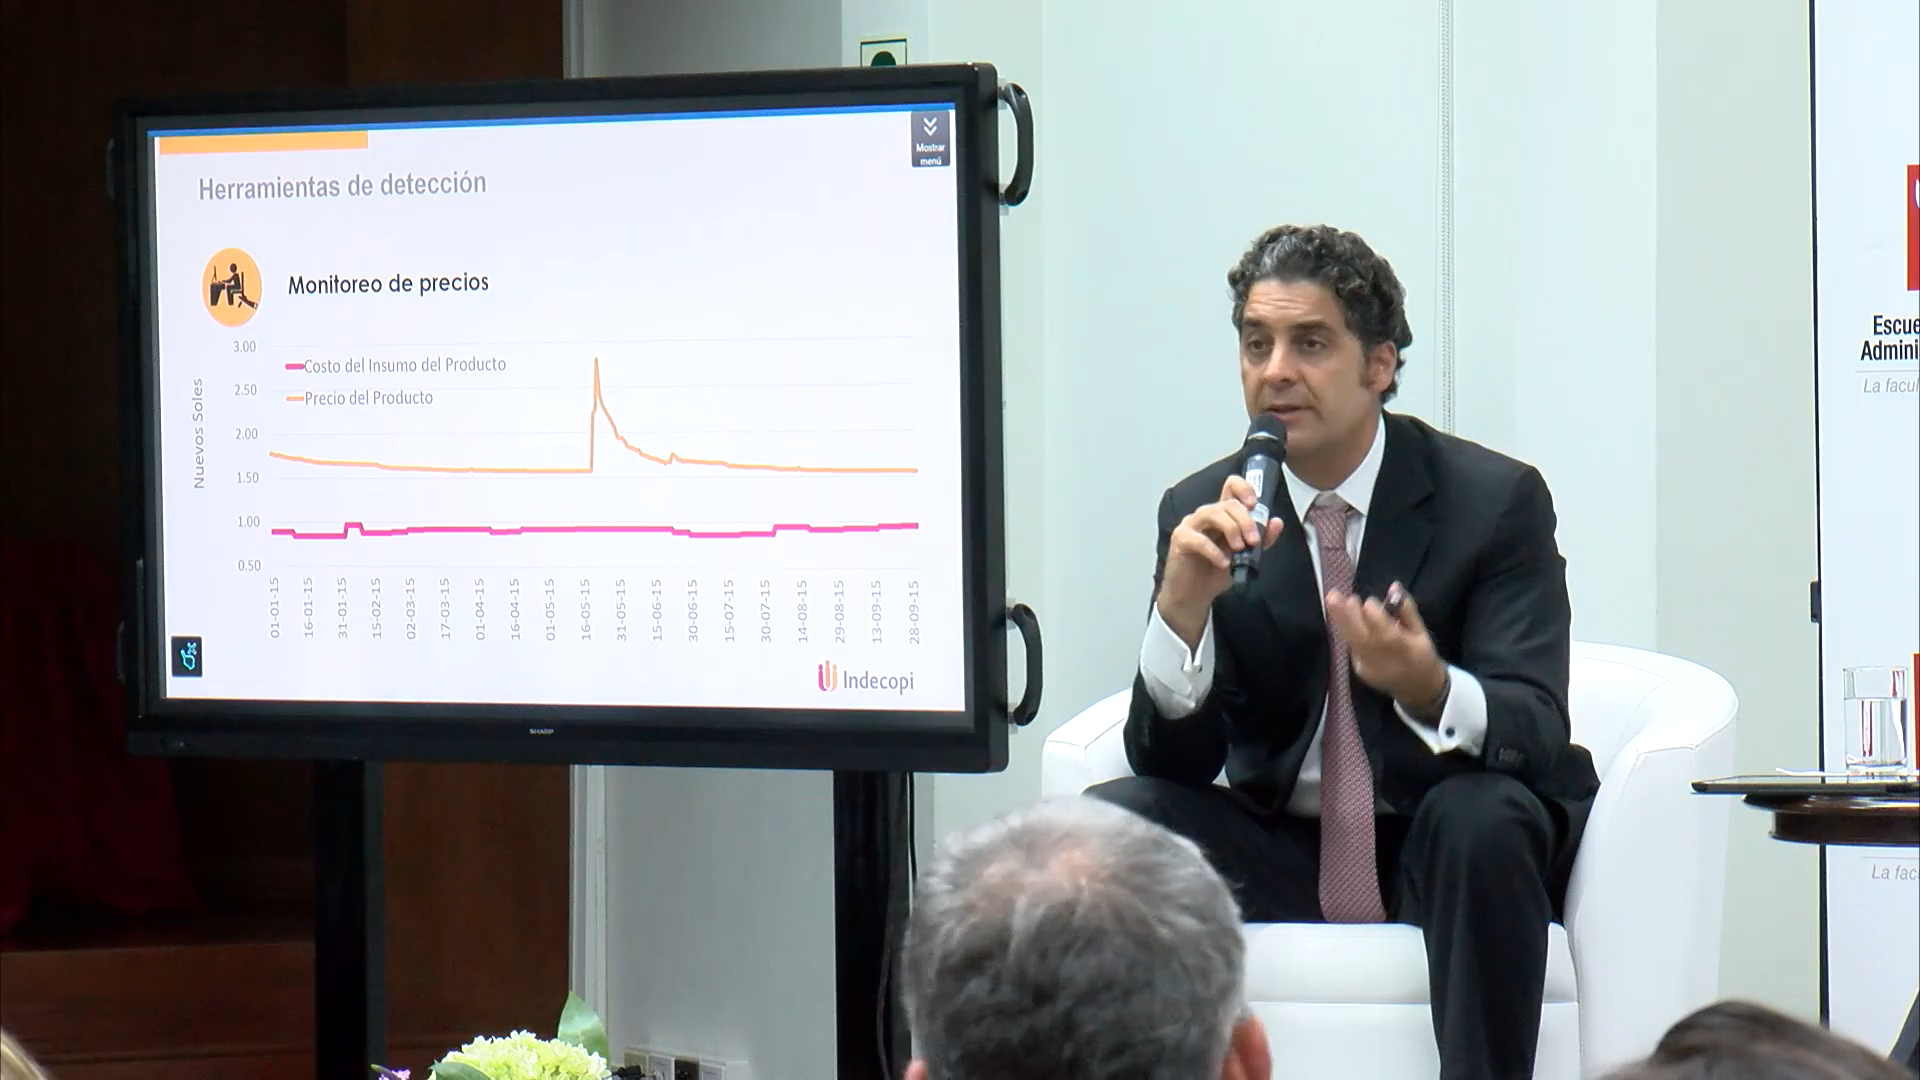 Mostrar
menú
Herramientas de detección
Monitoreo de precios
Nuevos Soles
3.00
2.50
2.00
1.50
1.00
0.50
Costo del Insumo del Producto
Precio del Producto
01-01-15
16-01-15
31-01-15
15-02-15
02-03-15
17-03-15
01-04-15
16-04-15
01-05-15
16-05-15
31-05-15
15-06-15
30-06-15
15-07-15
30-07-15
14-08-15
29-08-15
13-09-15
28-09-15
Indecopi
SHARP
Escue
Admini
La facul
La fac